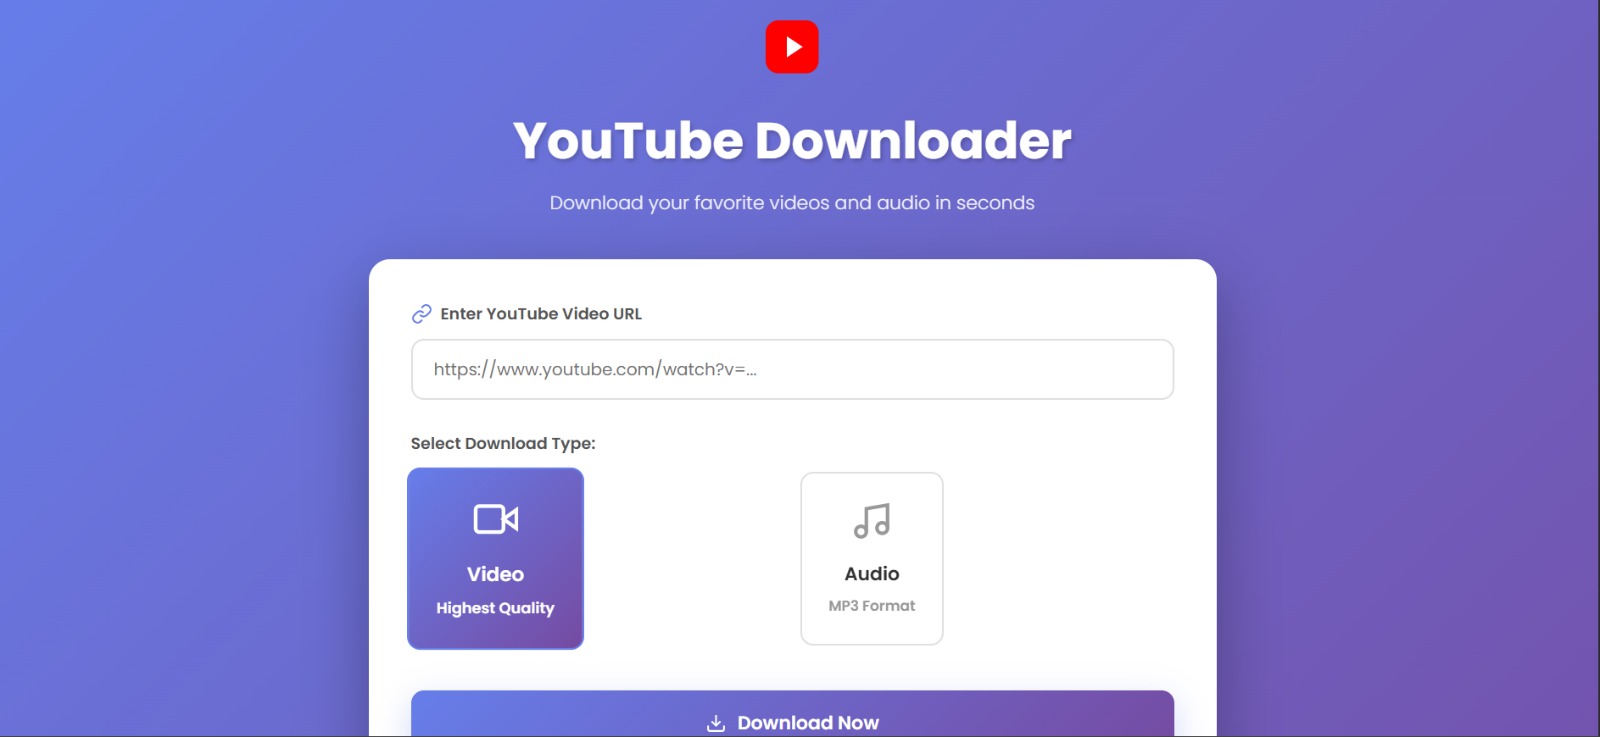 YouTube Downloader
Download your favorite videos and audio in seconds
Enter YouTube Video URL
https://www.youtube.com/watch?v=...
Select Download Type:
Video
Highest Quality
Audio
MP3 Format
Download Now